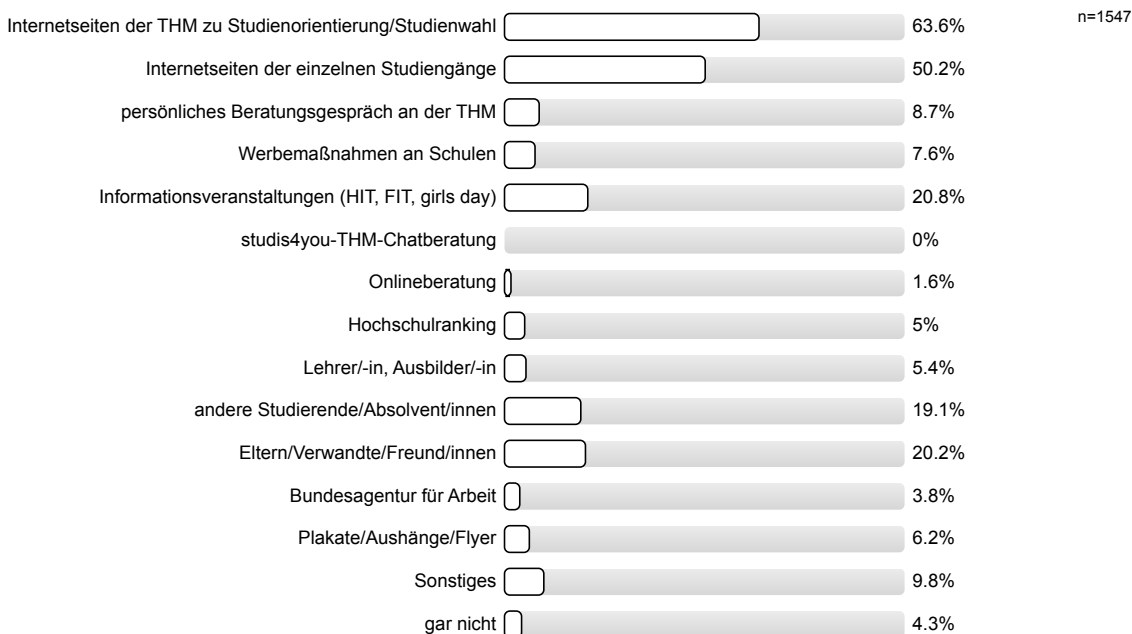 Internetseiten der THM zu Studienorientierung/Studienwahl 63.6% n=1547
Internetseiten der einzelnen Studiengänge 50.2%
persönliches Beratungsgespräch an der THM 8.7%
Werbemaßnahmen an Schulen 7.6%
Informationsveranstaltungen (HIT, FIT, girls day) 20.8%
studis4you-THM-Chatberatung 0%
Onlineberatung 1.6%
Hochschulranking 5%
Lehrer/-in, Ausbilder/-in 5.4%
andere Studierende/Absolvent/innen 19.1%
Eltern/Verwandte/Freund/innen 20.2%
Bundesagentur für Arbeit 3.8%
Plakate/Aushänge/Flyer 6.2%
Sonstiges 9.8%
gar nicht 4.3%